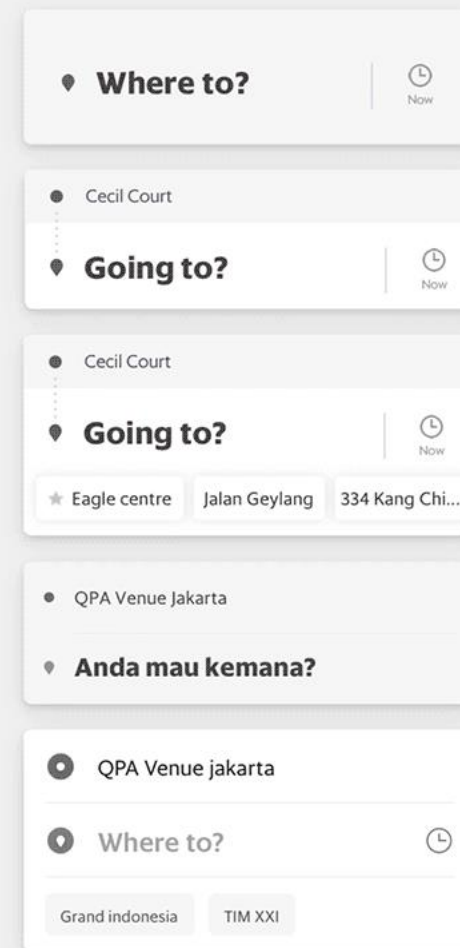 Where to?
Now
Cecil Court
Going to?
Now
Cecil Court
Going to?
Now
Eagle centre Jalan Geylang 334 Kang Chi...
QPA Venue Jakarta
Anda mau kemana?
QPA Venue jakarta
Where to?
Grand indonesia TIM XXI